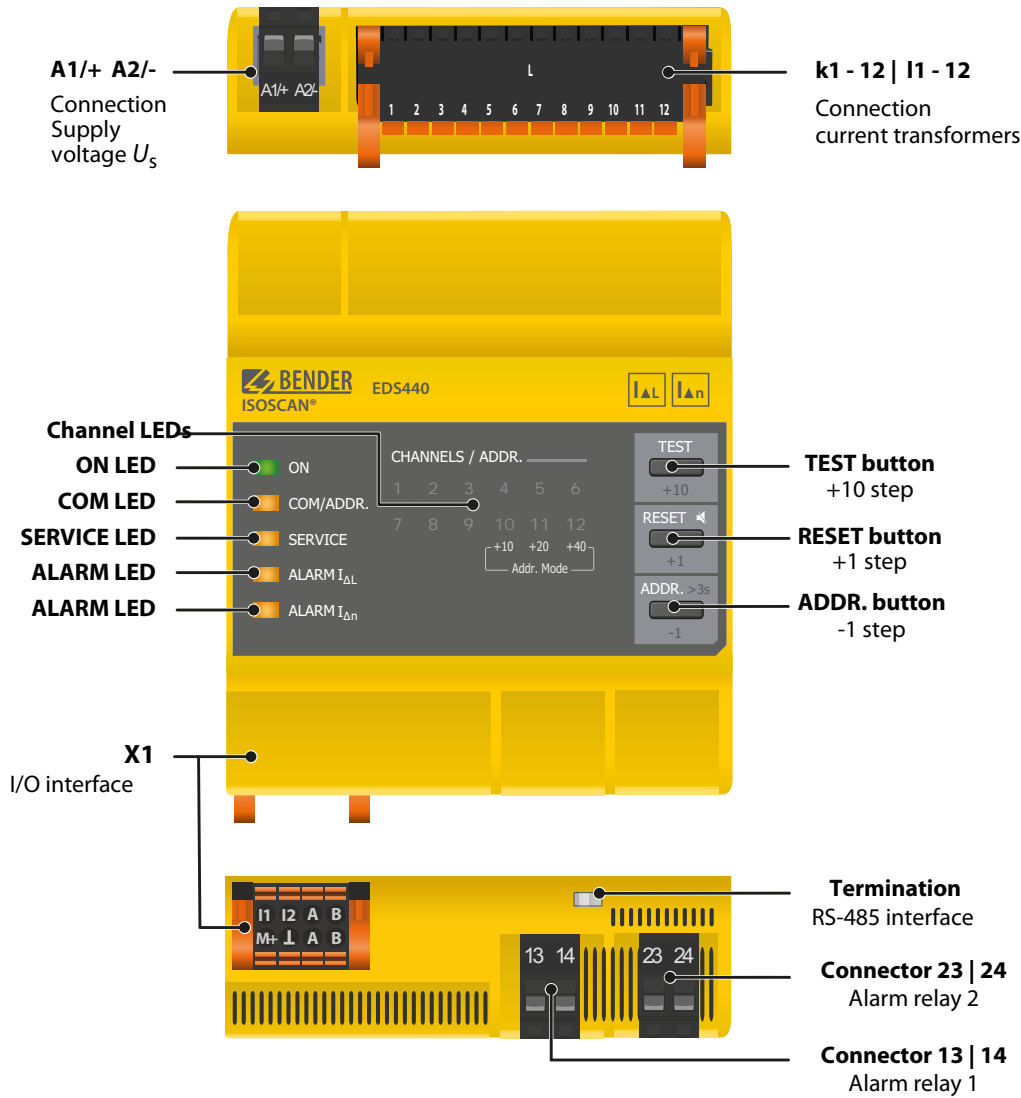 A1/+ A2/-
Connection
Supply
voltage Us
A1/+ A2/-
L
1 2 3 4 5 6 7 8 9 10 11 12
k1 - 12 | l1 - 12
Connection
current transformers
BENDER
ISOSCAN®
EDS440
I▲L I▲n
Channel LEDs
ON LED
COM LED
SERVICE LED
ALARM LED
ALARM LED
ON
COM/ADDR.
SERVICE
ALARM IΔL
ALARM IΔn
CHANNELS / ADDR.
1 2 3 4 5 6
7 8 9 10 11 12
+10 +20 +40
Addr. Mode
TEST
+10
RESET
+1
ADDR. >3s
-1
TEST button
+10 step
RESET button
+1 step
ADDR. button
-1 step
X1
I/O interface
I1 I2 A B
M+ ⊥ A B
13 14
23 24
Termination
RS-485 interface
Connector 23 | 24
Alarm relay 2
Connector 13 | 14
Alarm relay 1